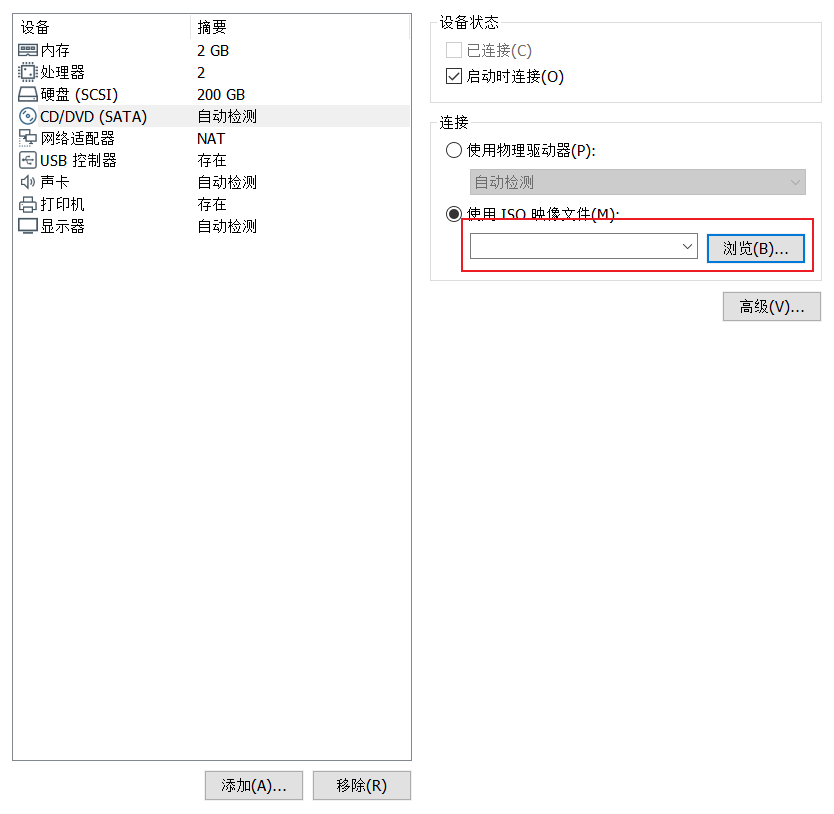 设备 摘要
内存 2 GB
处理器 2
硬盘 (SCSI) 200 GB
CD/DVD (SATA) 自动检测
网络适配器 NAT
USB 控制器 存在
声卡 自动检测
打印机 存在
显示器 自动检测
添加(A)... 移除(R)
设备状态
已连接(C)
启动时连接(O)
连接
使用物理驱动器(P):
自动检测
使用 ISO 映像文件(M):
浏览(B)...
高级(V)...